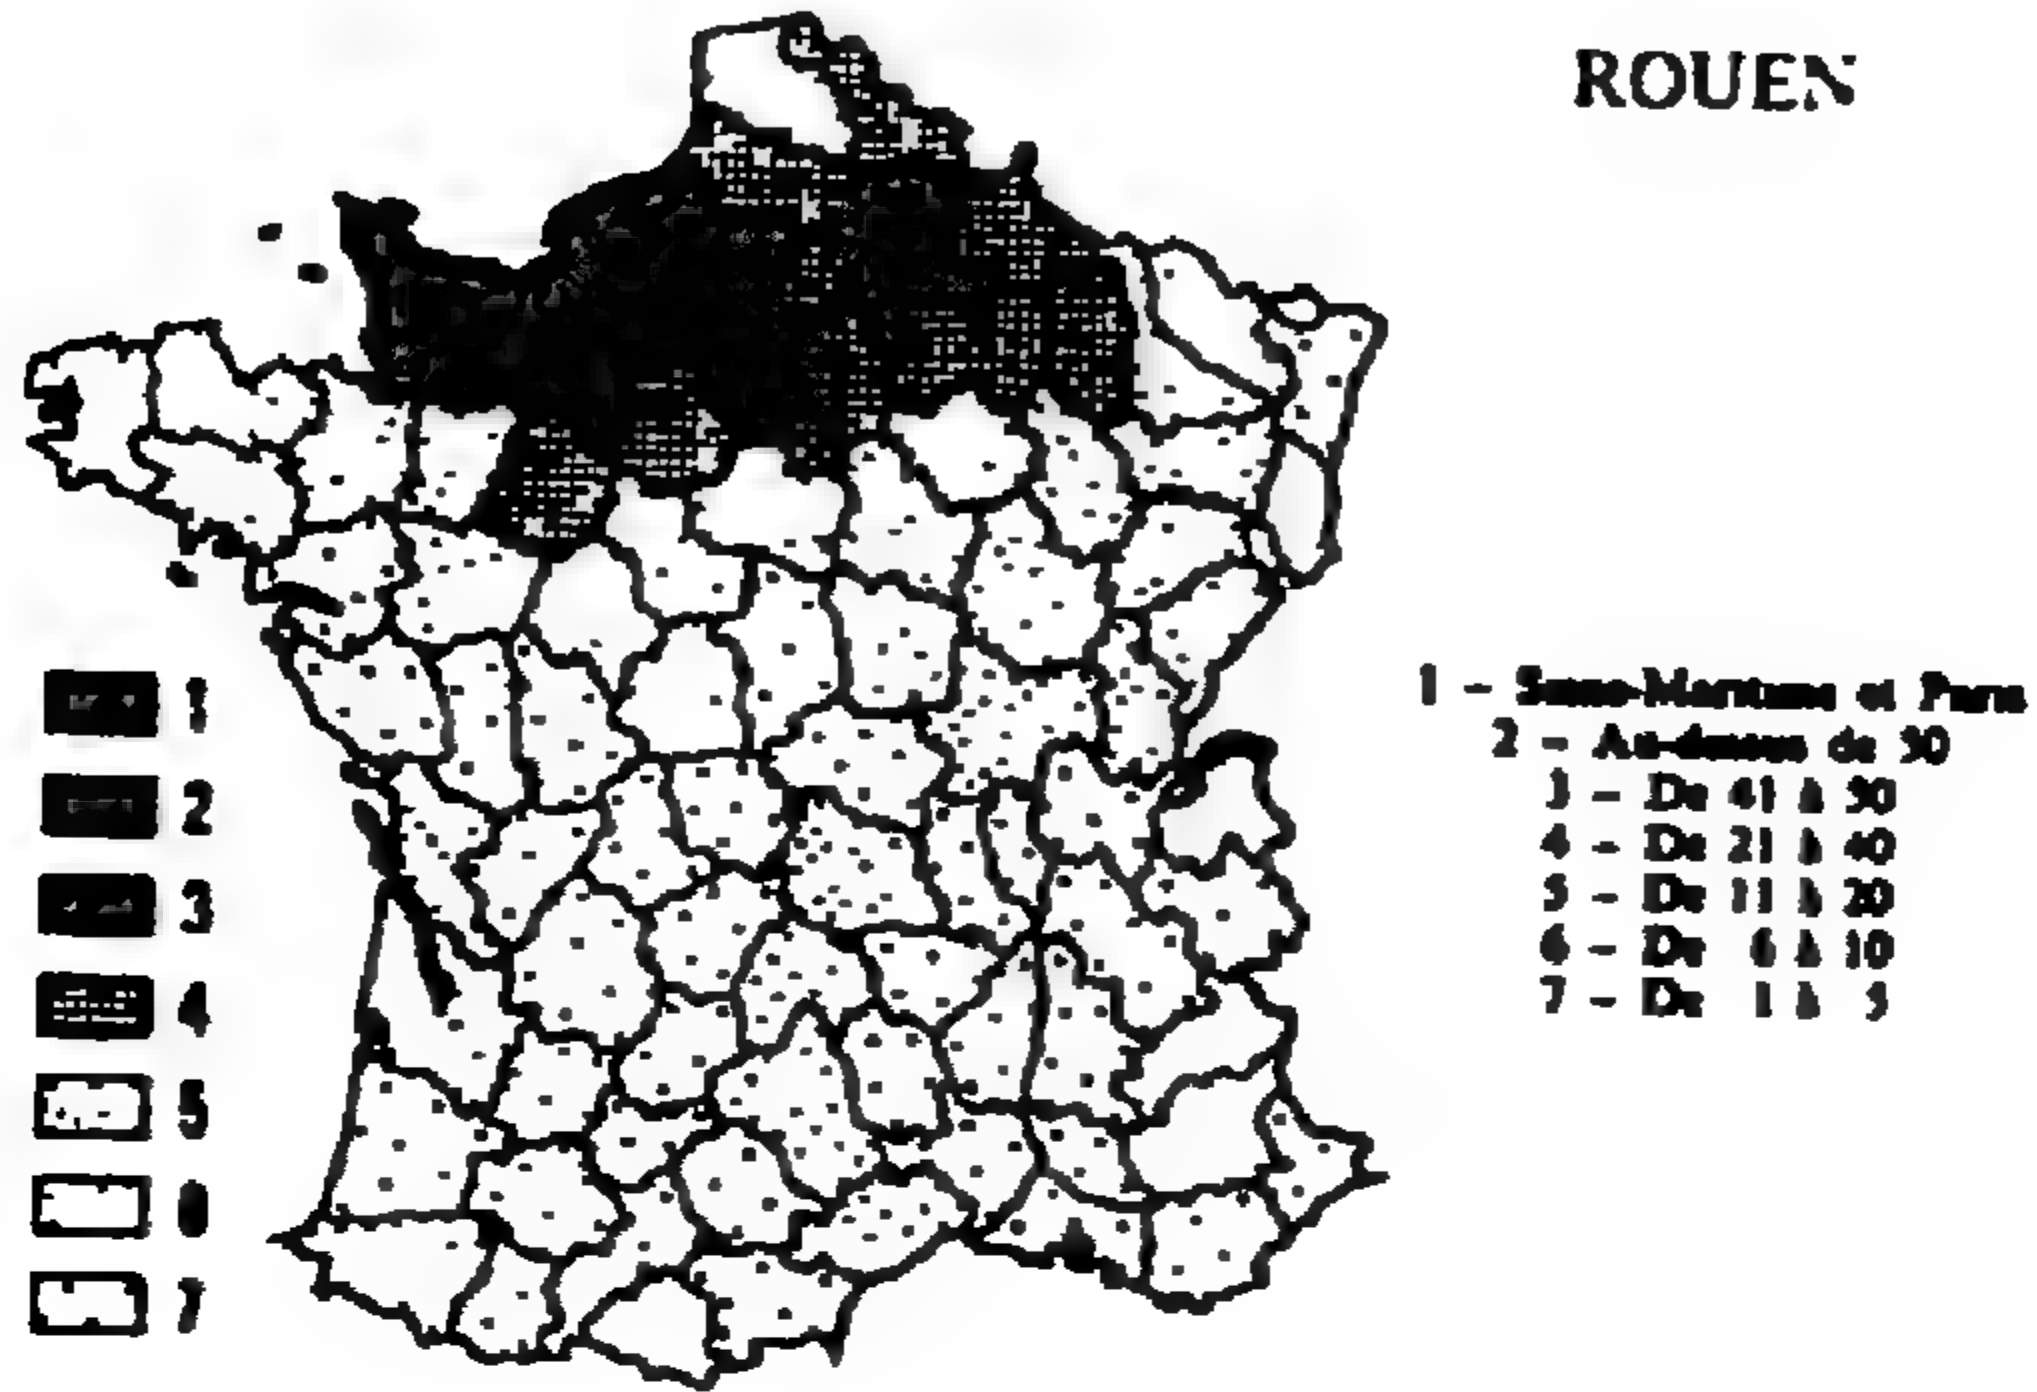 ROUEN
1
2
3
4
5
6
7
1 - Seine-Maritime et Paris
2 - Au-dessus de 50
3 - De 41 à 50
4 - De 21 à 40
5 - De 11 à 20
6 - De 6 à 10
7 - De 1 à 5